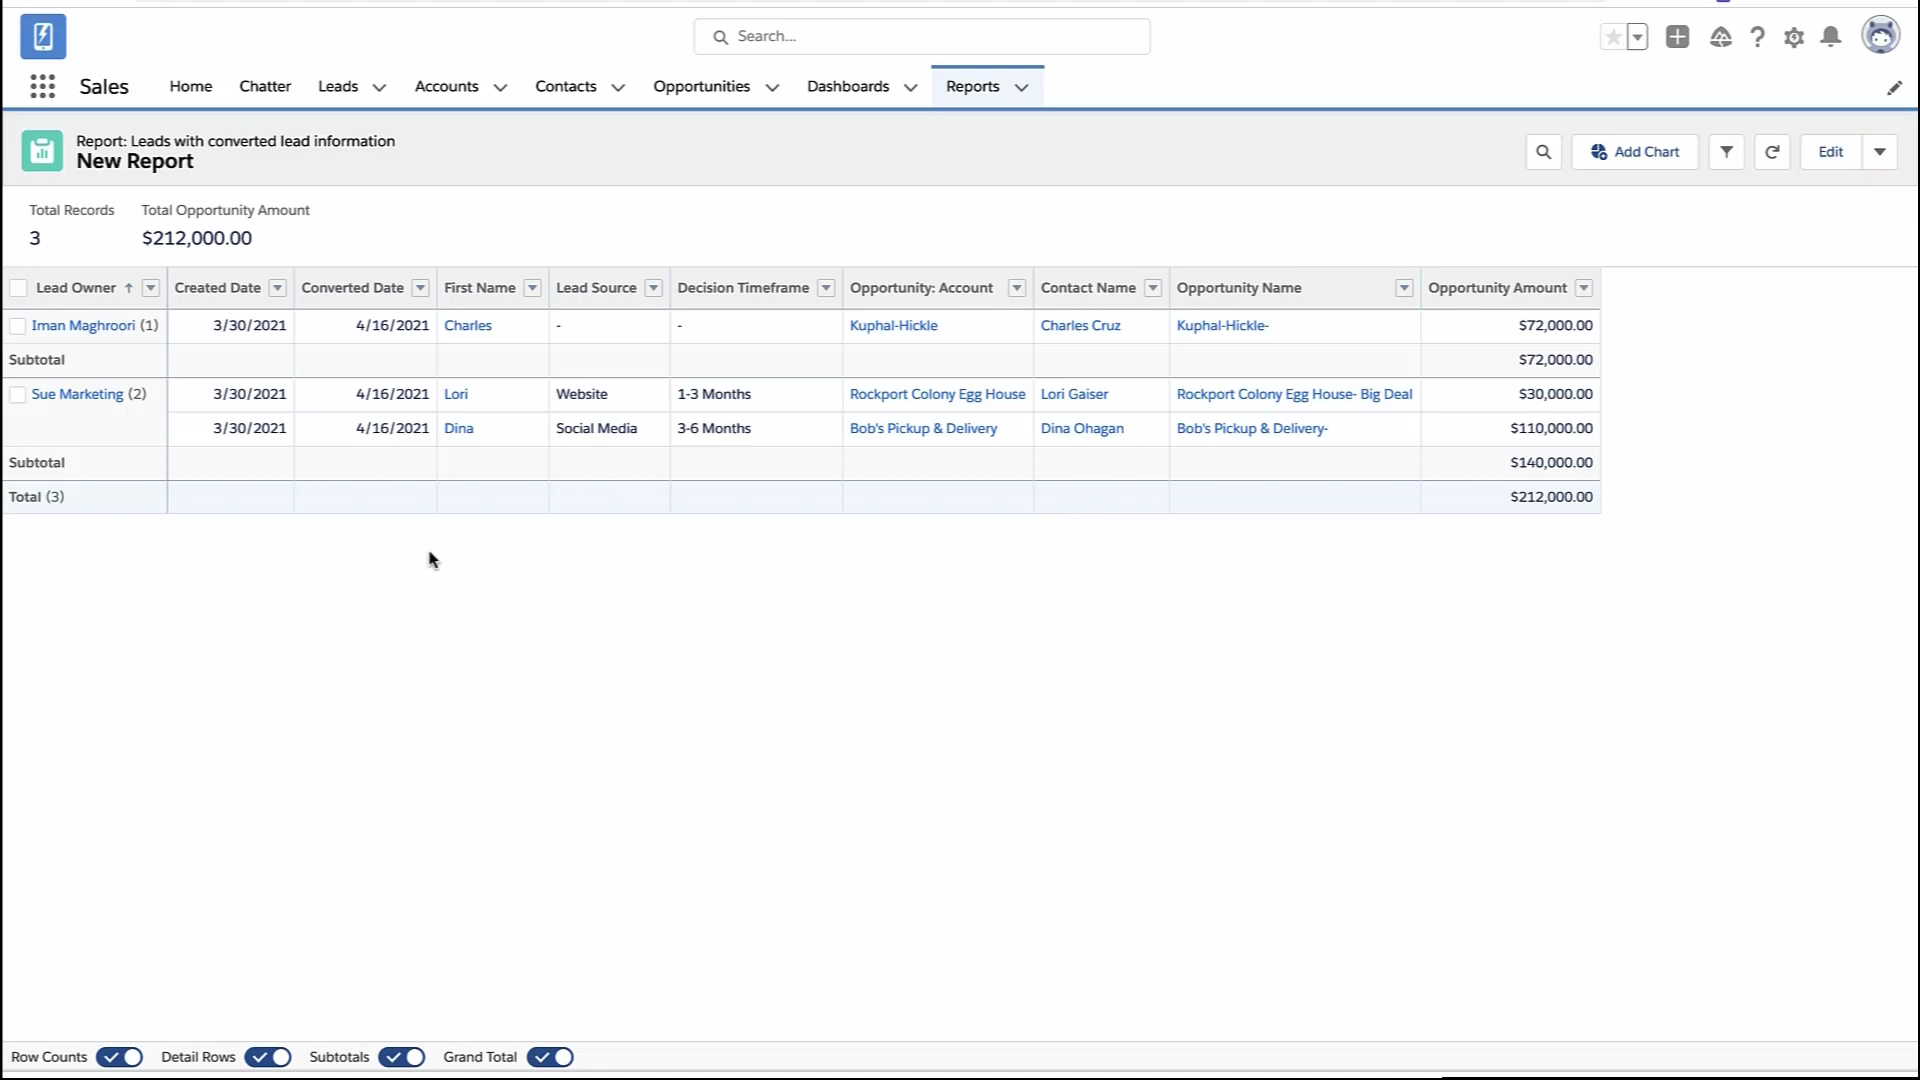 Search...
Sales Home Chatter Leads Accounts Contacts Opportunities Dashboards Reports
Report: Leads with converted lead information
New Report
Add Chart Edit
Total Records Total Opportunity Amount
3 $212,000.00
Lead Owner ↑ Created Date Converted Date First Name Lead Source Decision Timeframe Opportunity: Account Contact Name Opportunity Name Opportunity Amount
Iman Maghroori (1) 3/30/2021 4/16/2021 Charles - - Kuphal-Hickle Charles Cruz Kuphal-Hickle- $72,000.00
Subtotal $72,000.00
Sue Marketing (2) 3/30/2021 4/16/2021 Lori Website 1-3 Months Rockport Colony Egg House Lori Gaiser Rockport Colony Egg House- Big Deal $30,000.00
3/30/2021 4/16/2021 Dina Social Media 3-6 Months Bob's Pickup & Delivery Dina Ohagan Bob's Pickup & Delivery- $110,000.00
Subtotal $140,000.00
Total (3) $212,000.00
Row Counts Detail Rows Subtotals Grand Total